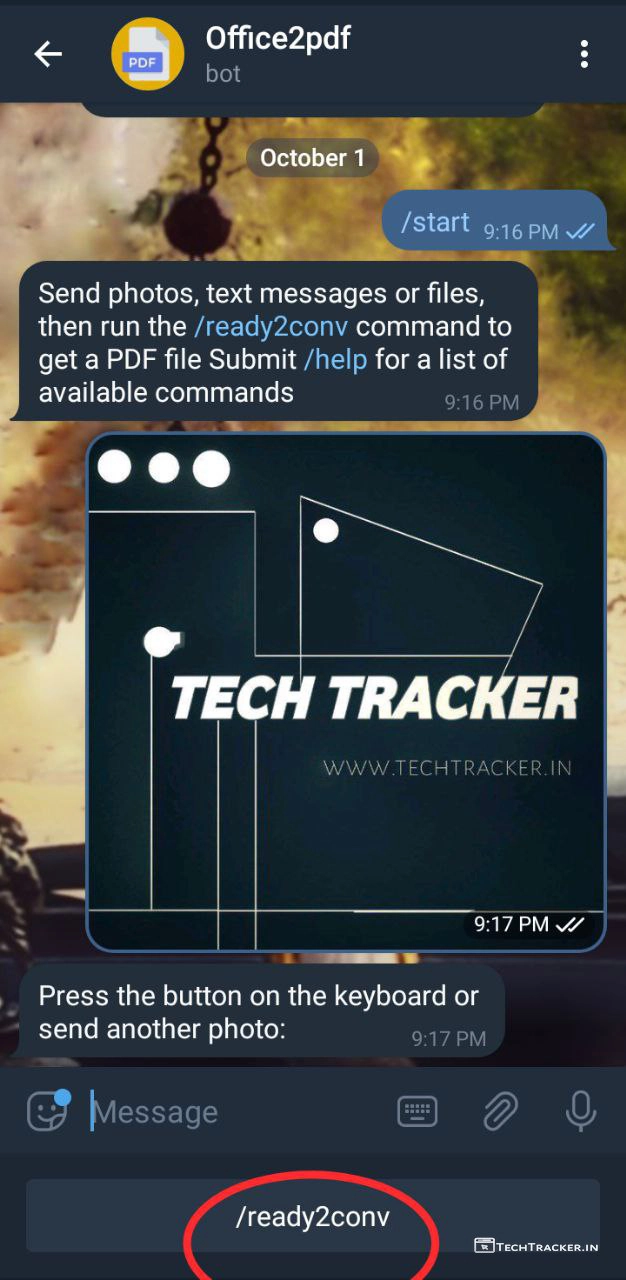 Office2pdf
PDF
bot
October 1
/start 9:16 PM
Send photos, text messages or files,
then run the /ready2conv command to
get a PDF file Submit /help for a list of
available commands
9:16 PM
TECH TRACKER
WWW.TECHTRACKER.IN
9:17 PM
Press the button on the keyboard or
send another photo:
9:17 PM
Message
/ready2conv
TECHTRACKER.IN